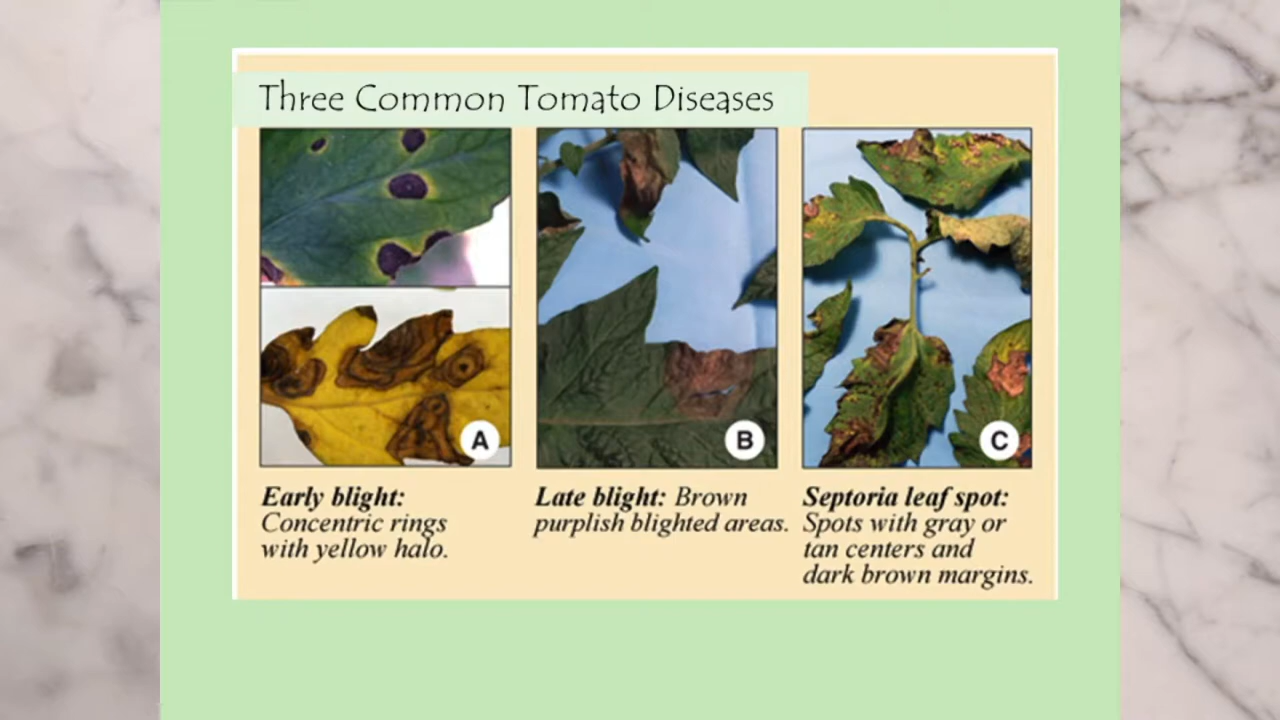 Three Common Tomato Diseases
A
B
C
Early blight:
Concentric rings
with yellow halo.
Late blight: Brown
purplish blighted areas.
Septoria leaf spot:
Spots with gray or
tan centers and
dark brown margins.